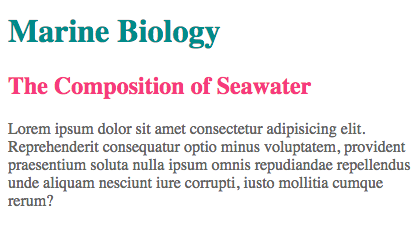 Marine Biology
The Composition of Seawater
Lorem ipsum dolor sit amet consectetur adipisicing elit.
Reprehenderit consequatur optio minus voluptatem, provident
praesentium soluta nulla ipsum omnis repudiandae repellendus
unde aliquam nesciunt iure corrupti, iusto mollitia cumque
rerum?